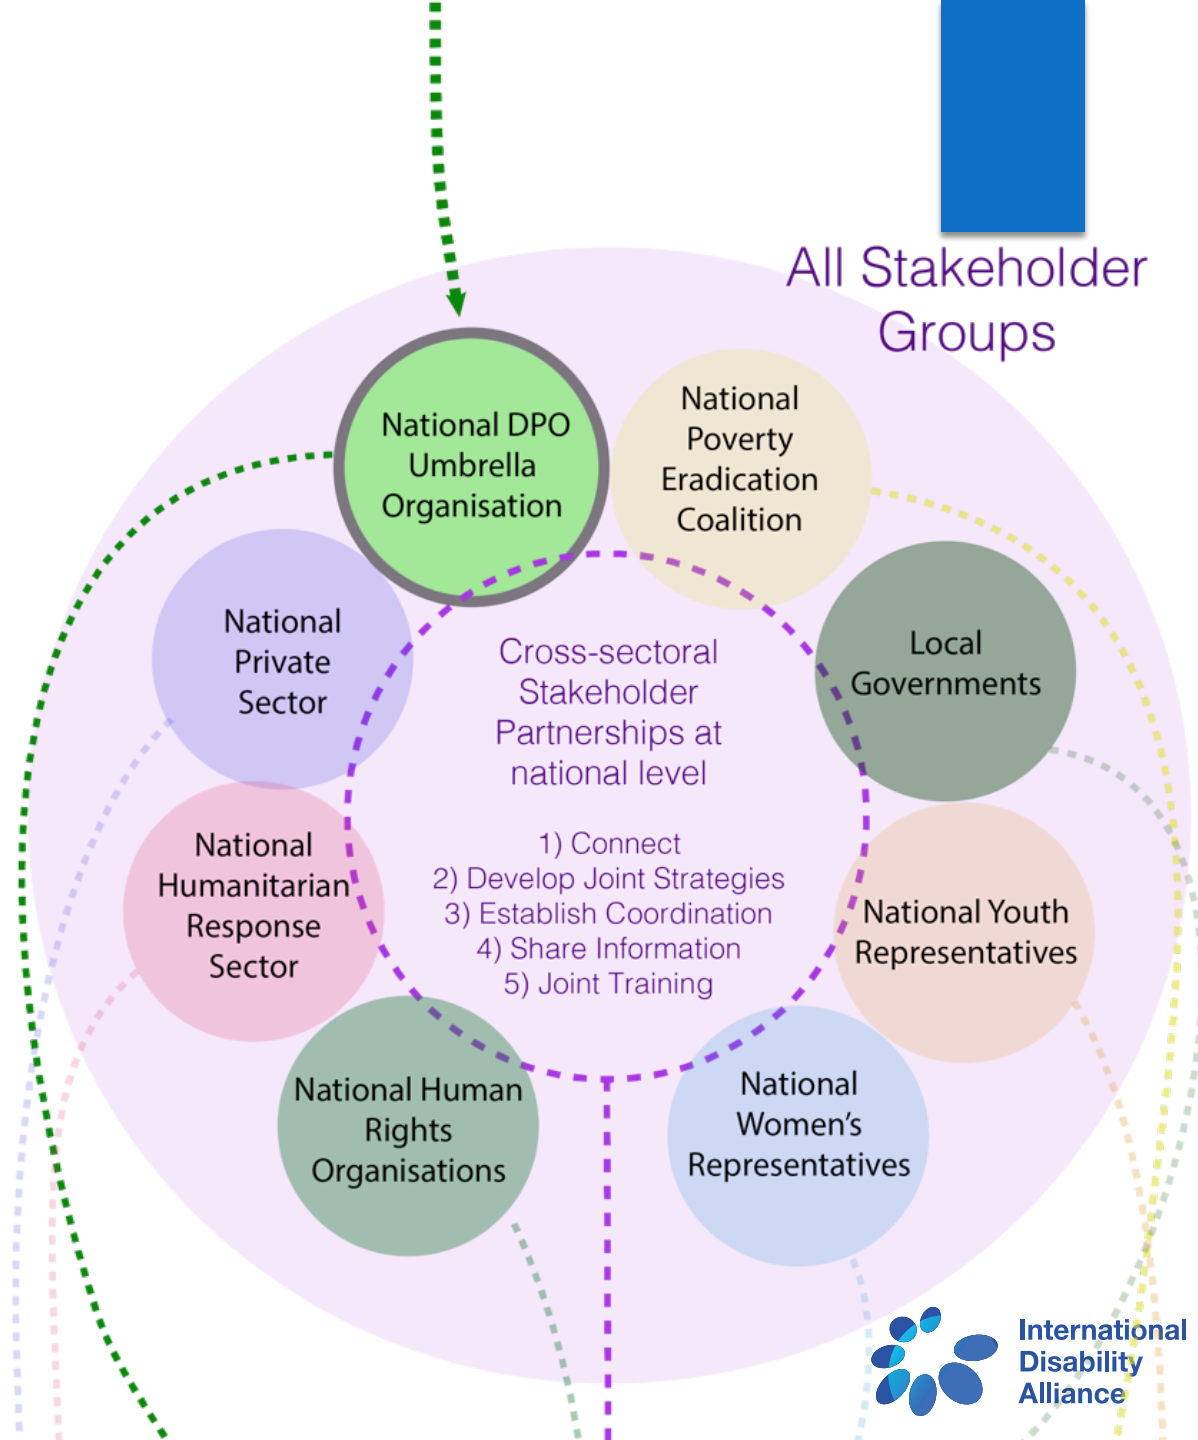 All Stakeholder
Groups
National DPO
Umbrella
Organisation
National
Poverty
Eradication
Coalition
Local
Governments
National Youth
Representatives
National
Women’s
Representatives
National Human
Rights
Organisations
National
Humanitarian
Response
Sector
National
Private
Sector
Cross-sectoral
Stakeholder
Partnerships at
national level
1) Connect
2) Develop Joint Strategies
3) Establish Coordination
4) Share Information
5) Joint Training
International
Disability
Alliance